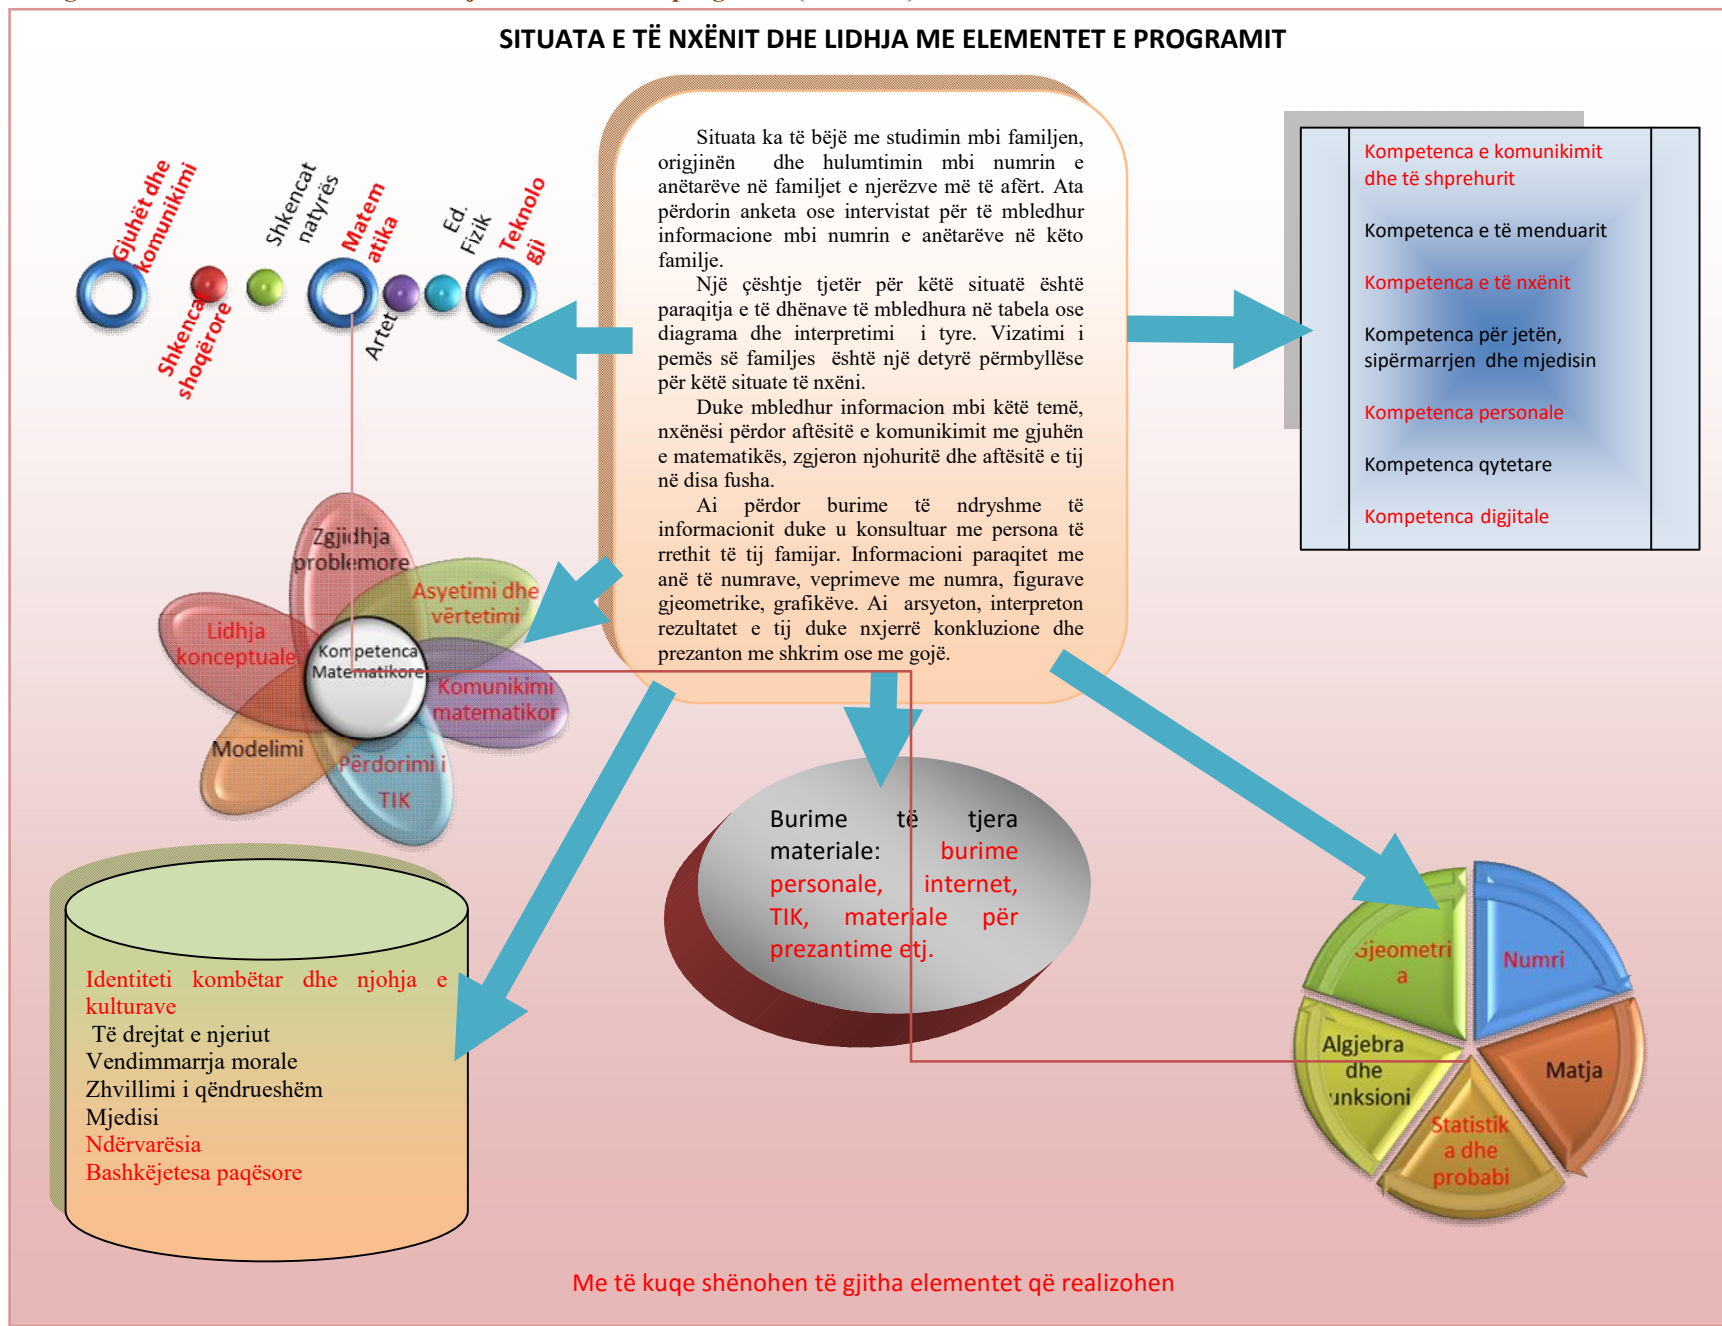 SITUATA E TË NXËNIT DHE LIDHJA ME ELEMENTET E PROGRAMIT
Gjuhët dhe
komunikimi
Shkenca
shoqërore
Shkencat
natyrës
Matem
atika
Artet
Ed.
Fizik
Teknolo
gji
Situata ka të bëjë me studimin mbi familjen,
origjinën dhe hulumtimin mbi numrin e
anëtarëve në familjet e njerëzve më të afërt. Ata
përdorin anketa ose intervistat për të mbledhur
informacione mbi numrin e anëtarëve në këto
familje.
Një çështje tjetër për këtë situatë është
paraqitja e të dhënave të mbledhura në tabela ose
diagrama dhe interpretimi i tyre. Vizatimi i
pemës së familjes është një detyrë përmbyllëse
për këtë situate të nxëni.
Duke mbledhur informacion mbi këtë temë,
nxënësi përdor aftësitë e komunikimit me gjuhën
e matematikës, zgjeron njohuritë dhe aftësitë e tij
në disa fusha.
Ai përdor burime të ndryshme të
informacionit duke u konsultuar me persona të
rrethit të tij famijar. Informacioni paraqitet me
anë të numrave, veprimeve me numra, figurave
gjeometrike, grafikëve. Ai arsyeton, interpreton
rezultatet e tij duke nxjerrë konkluzione dhe
prezanton me shkrim ose me gojë.
Kompetenca e komunikimit
dhe të shprehurit
Kompetenca e të menduarit
Kompetenca e të nxënit
Kompetenca për jetën,
sipërmarrjen dhe mjedisin
Kompetenca personale
Kompetenca qytetare
Kompetenca digjitale
Zgjidhja
problemore
Asyetimi dhe
vërtetimi
Lidhja
konceptuale
Kompetenca
Matematikore
Komunikimi
matematikor
Modelimi
Përdorimi i
TIK
Burime të tjera
materiale: burime
personale, internet,
TIK, materiale për
prezantime etj.
Identiteti kombëtar dhe njohja e
kulturave
Të drejtat e njeriut
Vendimmarrja morale
Zhvillimi i qëndrueshëm
Mjedisi
Ndërvarësia
Bashkëjetesa paqësore
Gjeometri
a
Numri
Algjebra
dhe
unksioni
Matja
Statistik
a dhe
probabi
Me të kuqe shënohen të gjitha elementet që realizohen